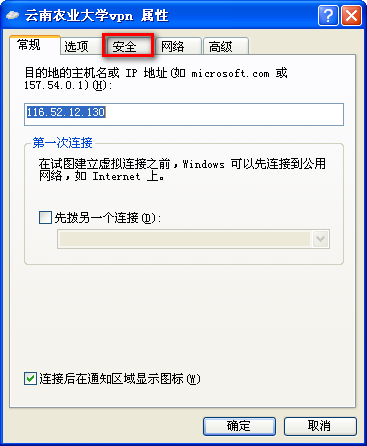 云南农业大学vpn 属性
常规 选项 安全 网络 高级
目的地的主机名或 IP 地址(如 microsoft.com 或
157.54.0.1)(H):
116.52.12.130
第一次连接
在试图建立虚拟连接之前,Windows 可以先连接到公用
网络,如 Internet 上。
先拨另一个连接(D):
连接后在通知区域显示图标(W)
确定 取消